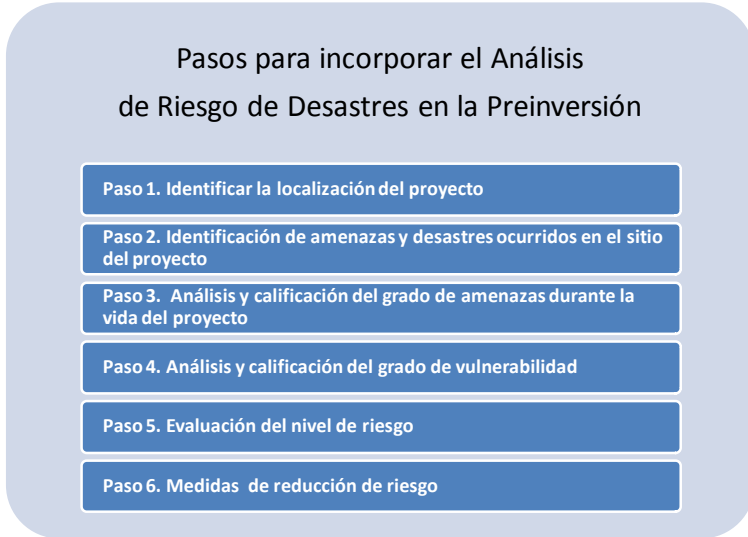 Pasos para incorporar el Análisis
de Riesgo de Desastres en la Preinversión
Paso 1. Identificar la localización del proyecto
Paso 2. Identificación de amenazas y desastres ocurridos en el sitio
del proyecto
Paso 3. Análisis y calificación del grado de amenazas durante la
vida del proyecto
Paso 4. Análisis y calificación del grado de vulnerabilidad
Paso 5. Evaluación del nivel de riesgo
Paso 6. Medidas de reducción de riesgo